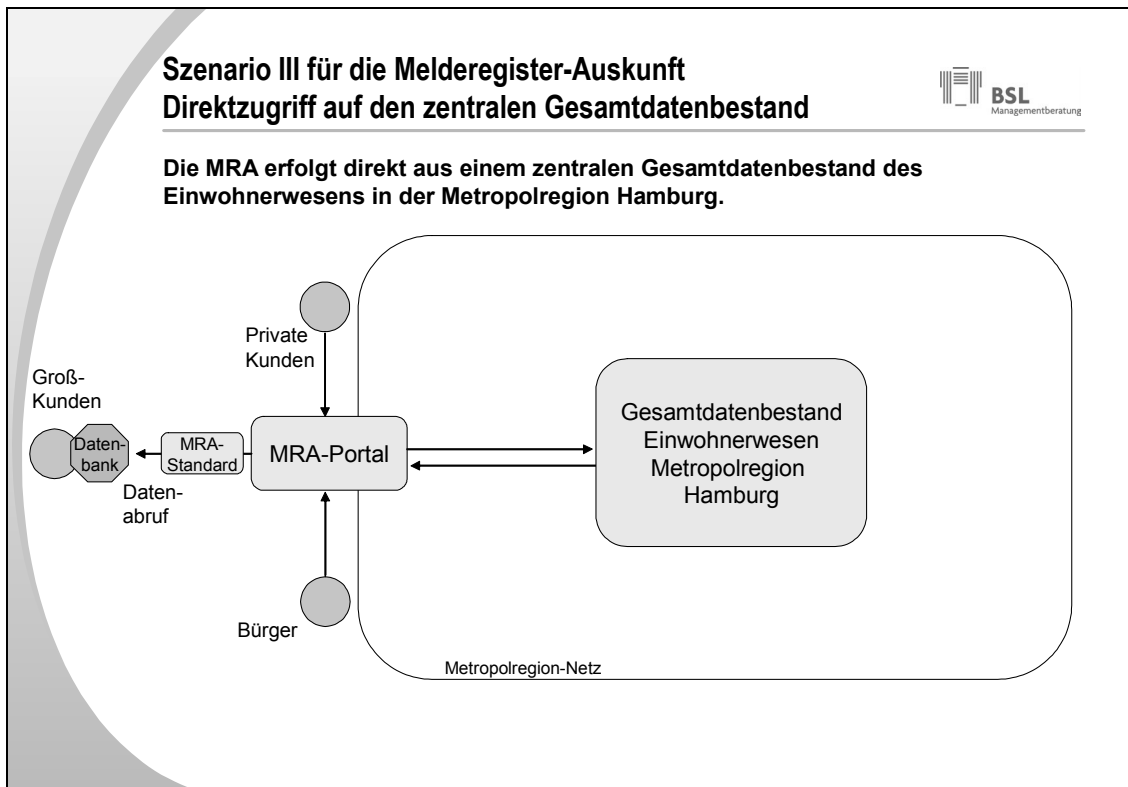 Szenario III für die Melderegister-Auskunft
Direktzugriff auf den zentralen Gesamtdatenbestand
BSL
Managementberatung
Die MRA erfolgt direkt aus einem zentralen Gesamtdatenbestand des
Einwohnerwesens in der Metropolregion Hamburg.
Private
Kunden
Groß-
Kunden
Daten-
bank
MRA-
Standard
MRA-Portal
Daten-
abruf
Gesamtdatenbestand
Einwohnerwesen
Metropolregion
Hamburg
Bürger
Metropolregion-Netz